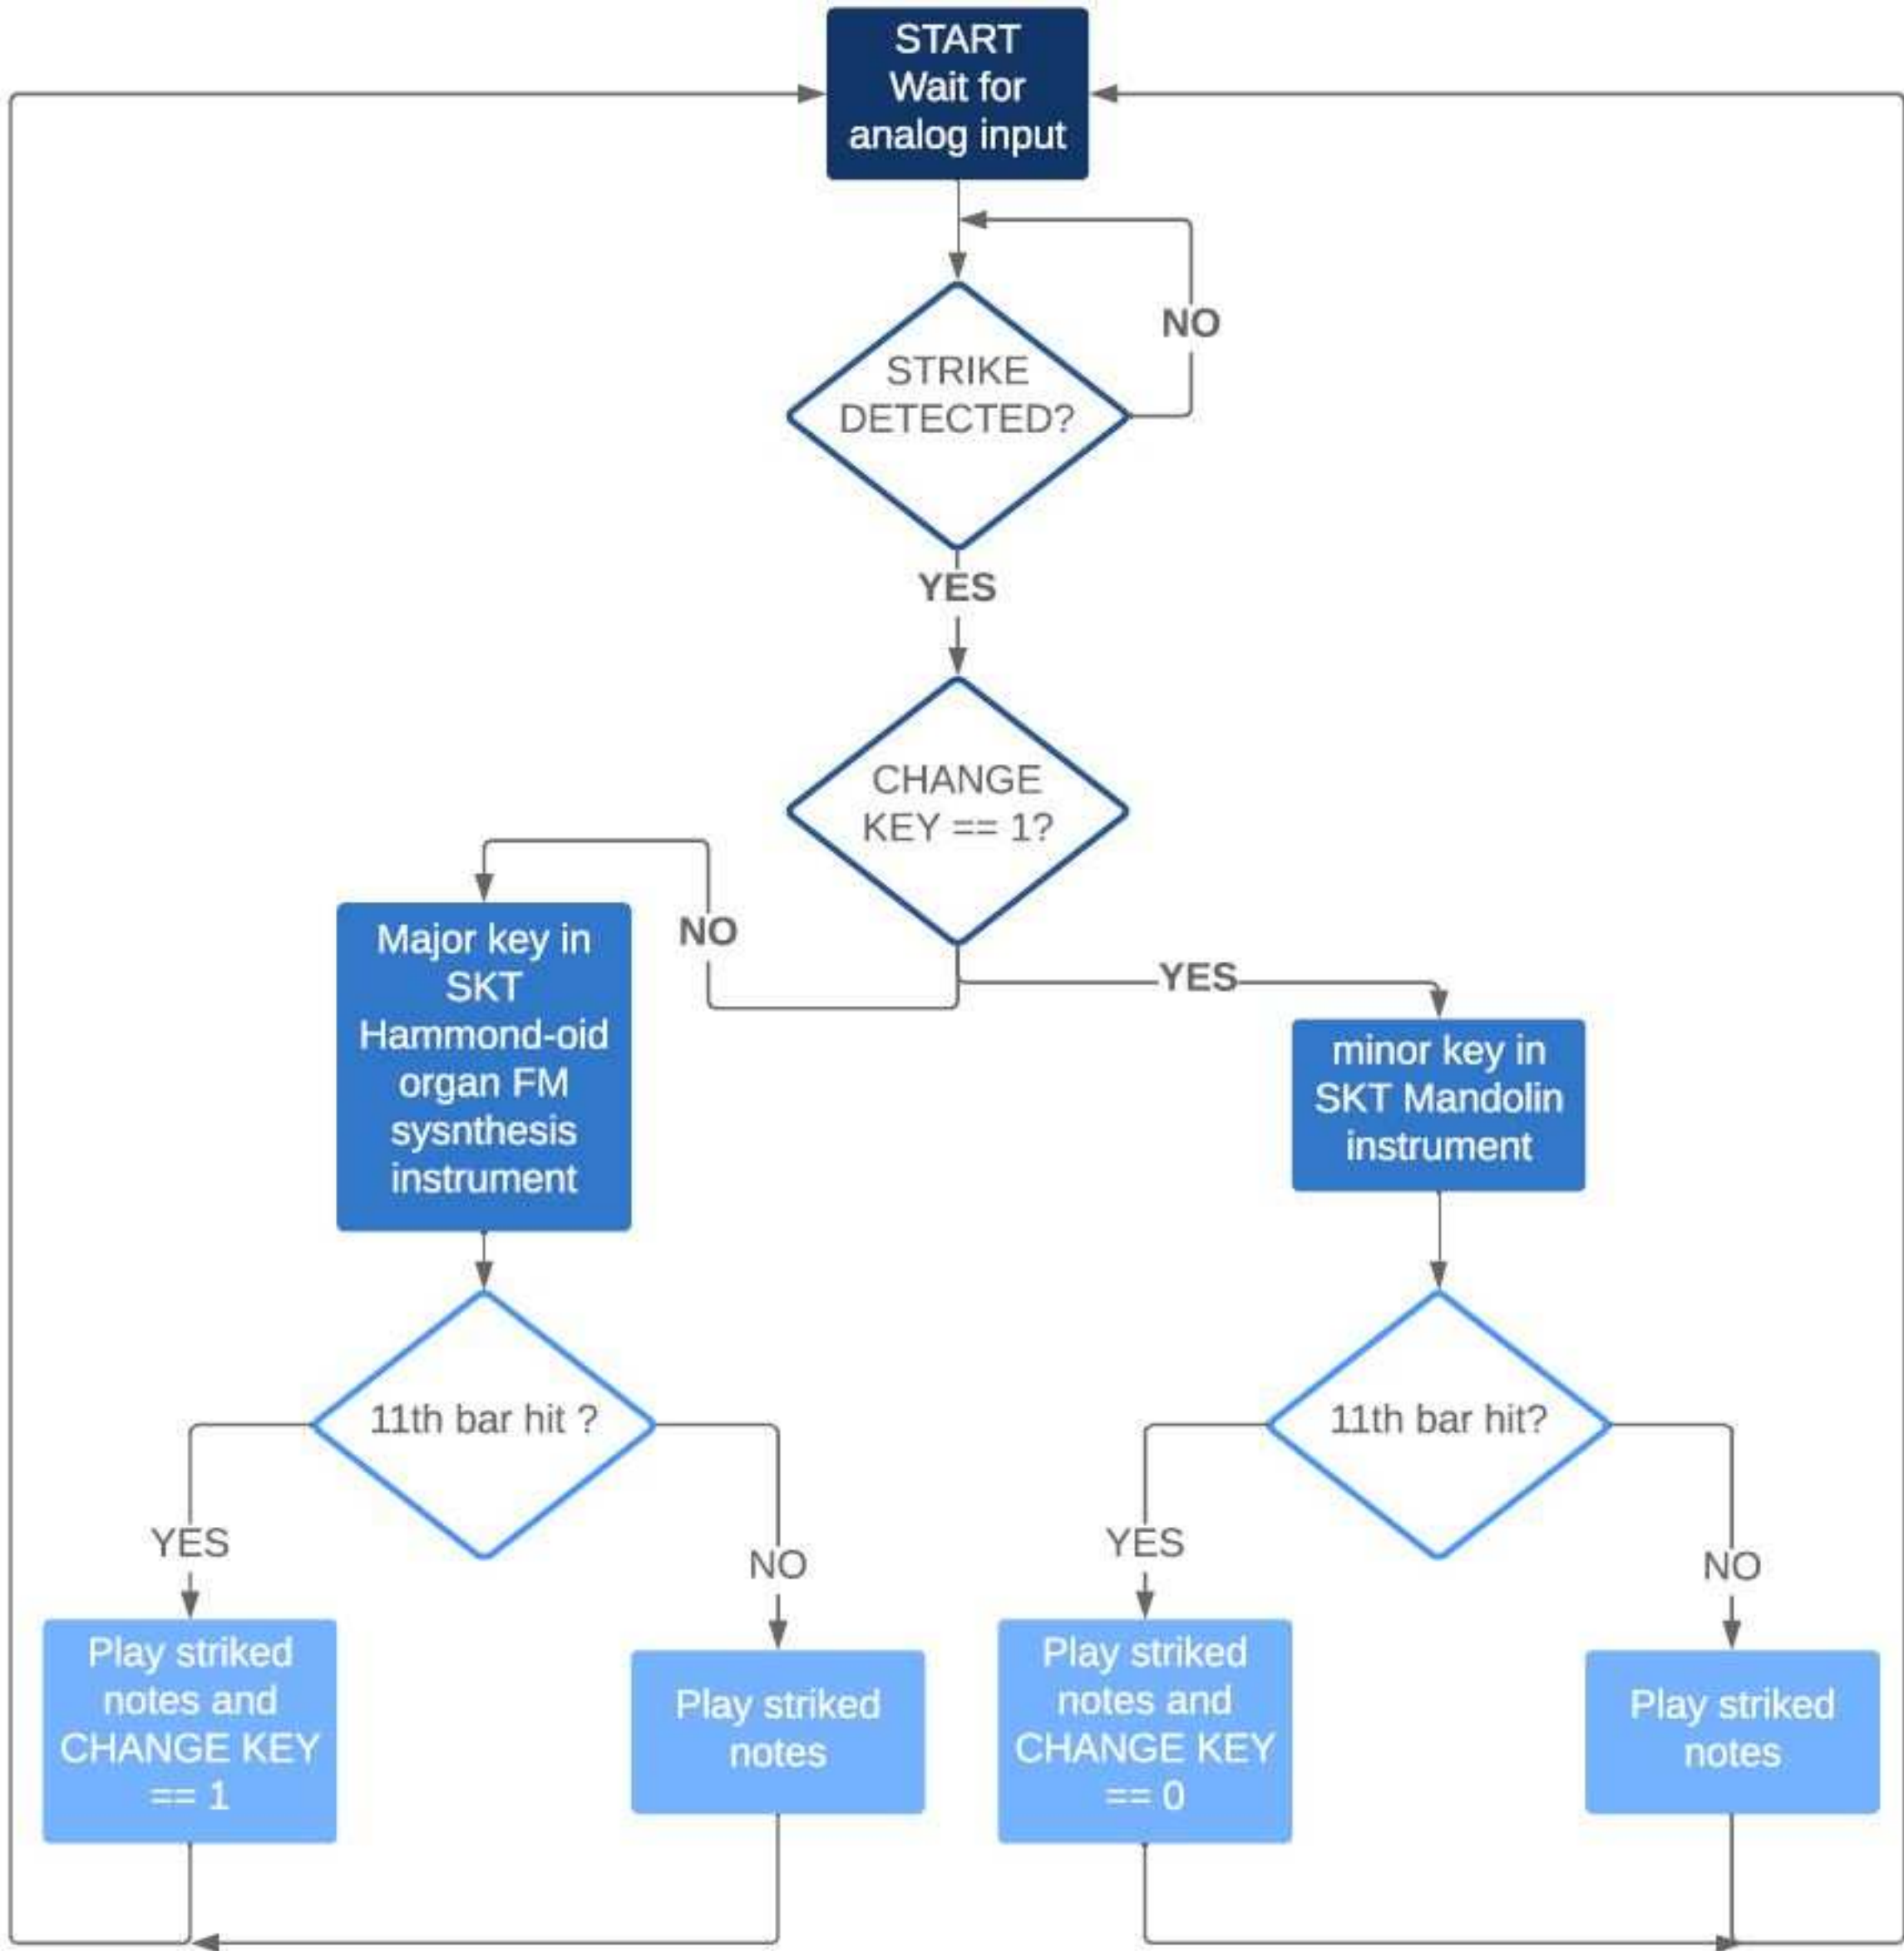 START
Wait for
analog input
NO
STRIKE
DETECTED?
YES
CHANGE
KEY == 1?
NO
YES
Major key in
SKT
Hammond-oid
organ FM
sysnthesis
instrument
minor key in
SKT Mandolin
instrument
11th bar hit ?
11th bar hit?
YES
NO
YES
NO
Play striked
notes and
CHANGE KEY
== 1
Play striked
notes
Play striked
notes and
CHANGE KEY
== 0
Play striked
notes